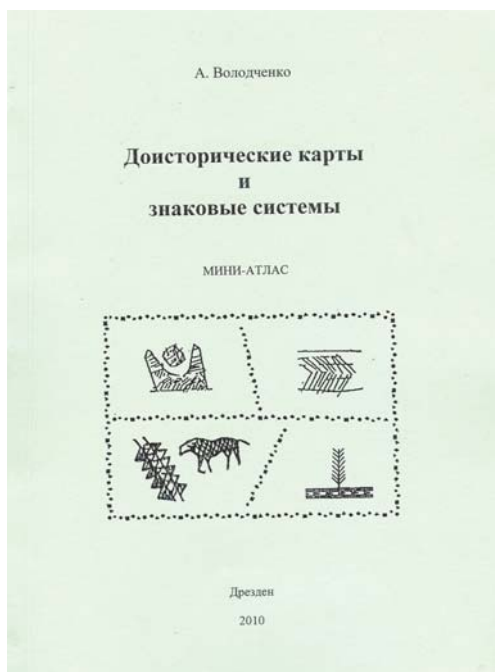 А. Володченко
Доисторические карты
и
знаковые системы
МИНИ-АТЛАС
Дрезден
2010